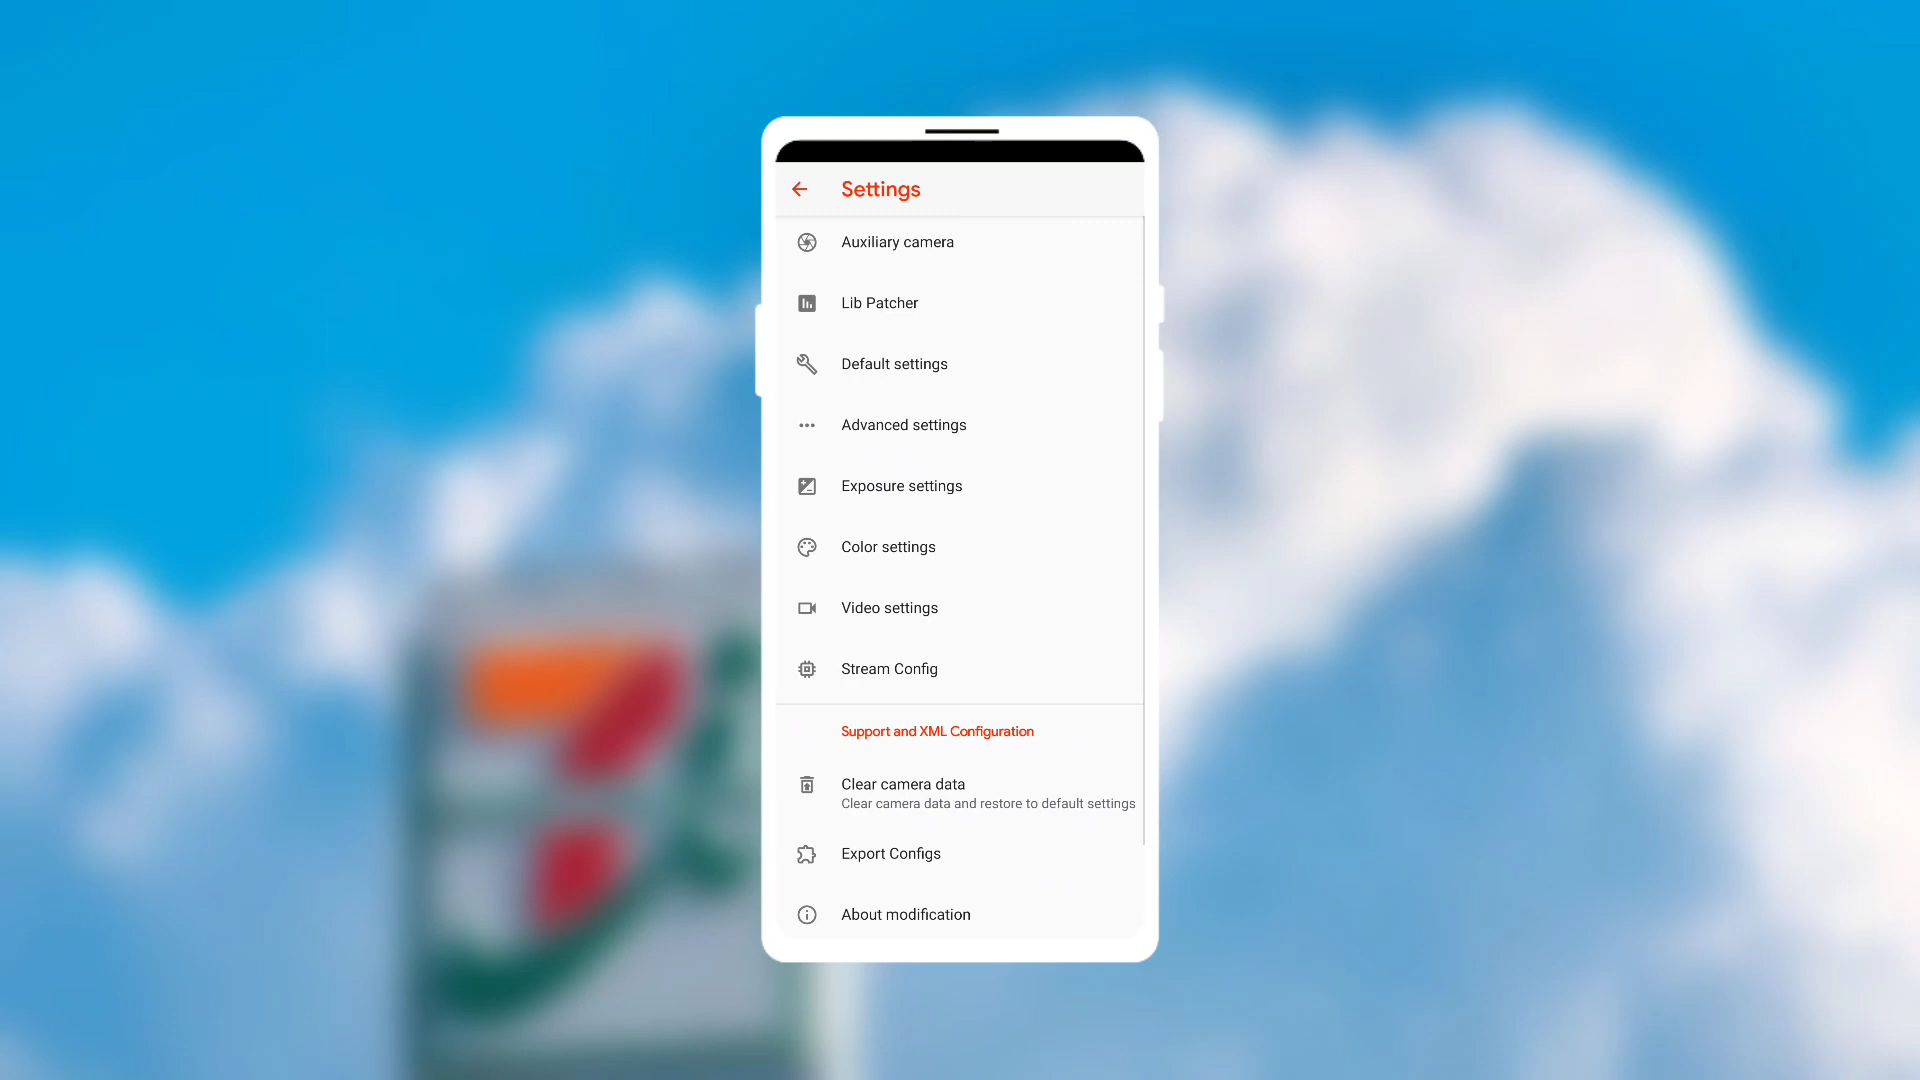 Settings
Auxiliary camera
Lib Patcher
Default settings
Advanced settings
Exposure settings
Color settings
Video settings
Stream Config
Support and XML Configuration
Clear camera data
Clear camera data and restore to default settings
Export Configs
About modification